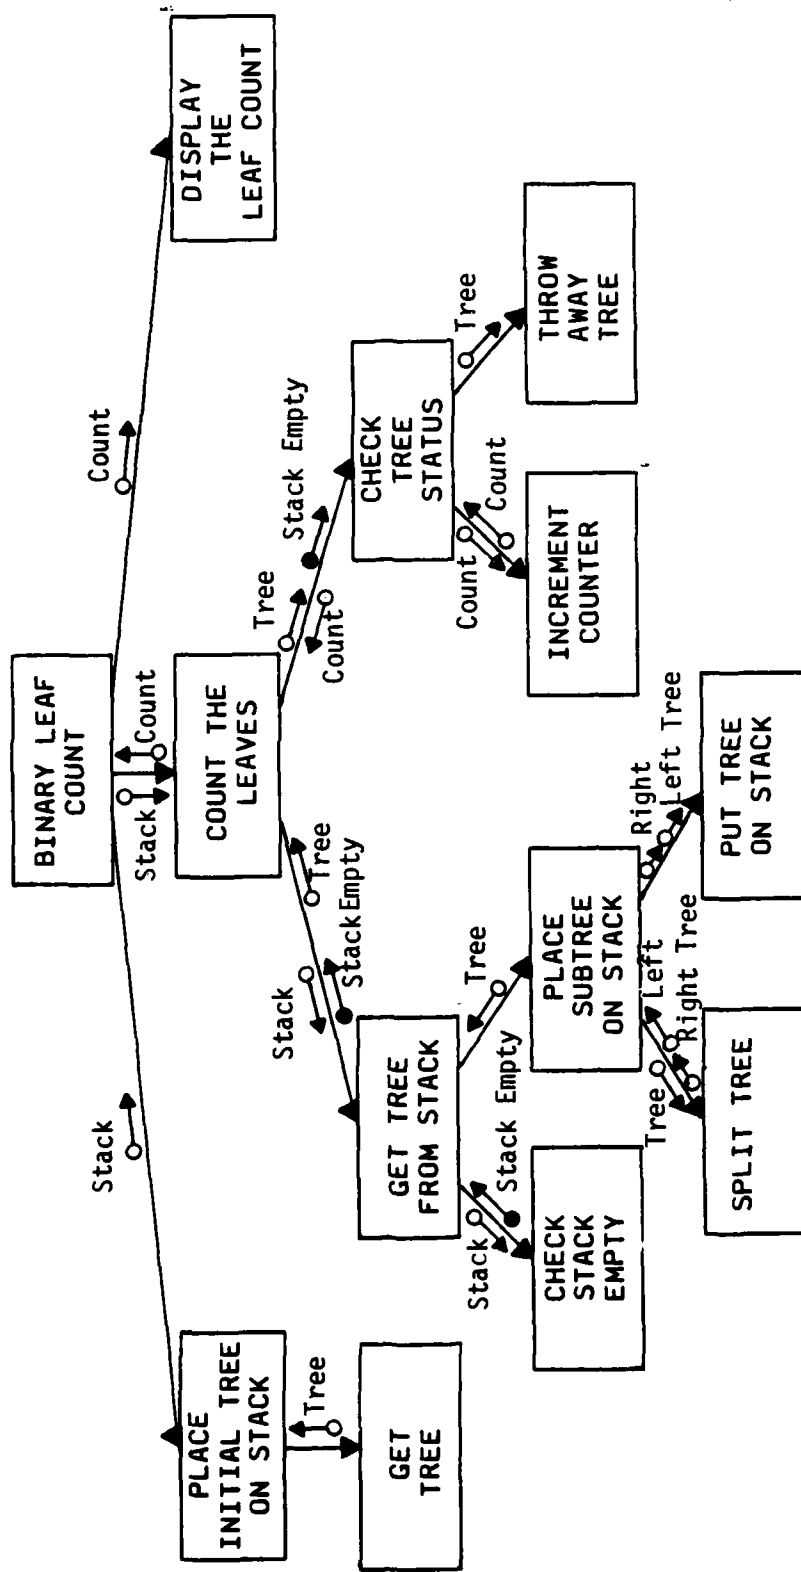 BINARY LEAF
COUNT
Stack
Stack
Count
Count
PLACE
INITIAL TREE
ON STACK
COUNT THE
LEAVES
DISPLAY
THE
LEAF COUNT
Tree
Stack
Tree
Stack Empty
Tree
Stack Empty
Count
GET
TREE
GET TREE
FROM STACK
CHECK
TREE
STATUS
Stack
Stack Empty
Tree
Count
Count
Tree
CHECK
STACK
EMPTY
PLACE
SUBTREE
ON STACK
INCREMENT
COUNTER
THROW
AWAY
TREE
Tree
Left
Right Tree
Right
Left Tree
SPLIT TREE
PUT TREE
ON STACK